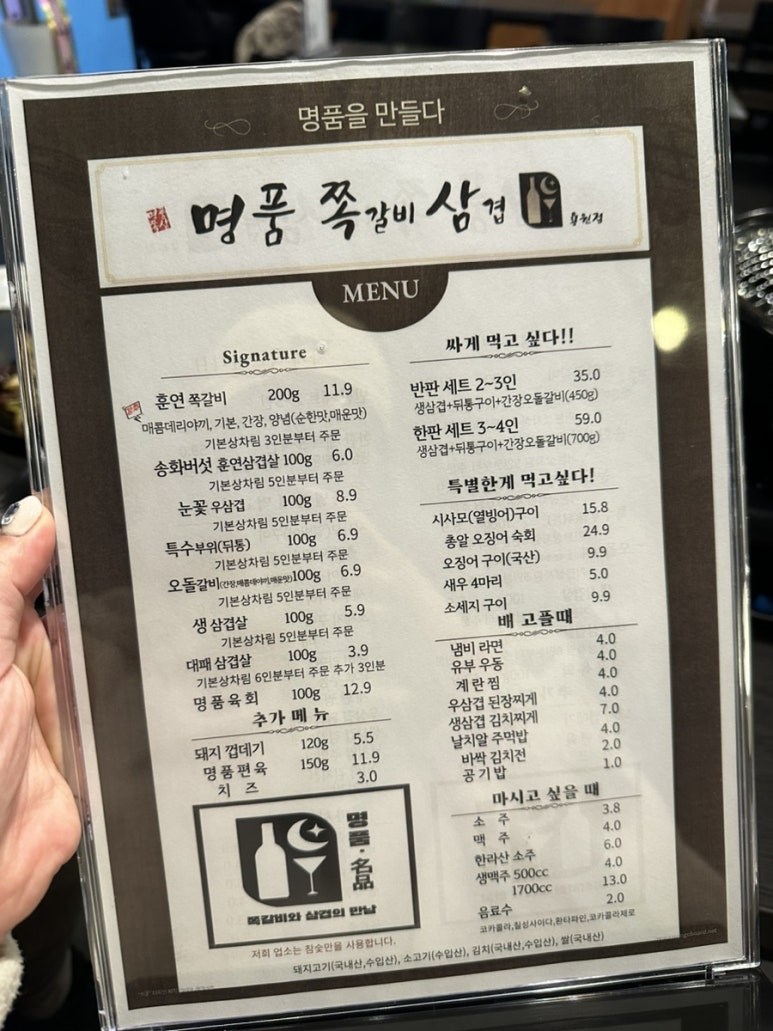 명품을 만들다
명품 쪽갈비 삼겹
MENU
Signature
훈연 쪽갈비 200g 11.9
매콤데리야끼, 기본, 간장, 양념(순한맛,매운맛)
기본상차림 3인분부터 주문
송화버섯 훈연삼겹살 100g 6.0
기본상차림 5인분부터 주문
눈꽃 우삼겹 100g 8.9
기본상차림 5인분부터 주문
특수부위(뒤통) 100g 6.9
기본상차림 5인분부터 주문
오돌갈비(간장,매콤데리야끼,매운맛)100g 6.9
기본상차림 5인분부터 주문
생 삼겹살 100g 5.9
기본상차림 5인분부터 주문
대패 삼겹살 100g 3.9
기본상차림 6인분부터 주문 추가 3인분
명품육회 100g 12.9
추가 메뉴
돼지 껍데기 120g 5.5
명품편육 150g 11.9
치 즈 3.0
명품·名品
쪽갈비와 삼겹의 만남
싸게 먹고 싶다!!
반판 세트 2~3인 35.0
생삼겹+뒤통구이+간장오돌갈비(450g)
한판 세트 3~4인 59.0
생삼겹+뒤통구이+간장오돌갈비(700g)
특별한게 먹고싶다!
시사모(열빙어)구이 15.8
총알 오징어 숙회 24.9
오징어 구이(국산) 9.9
새우 4마리 5.0
소세지 구이 9.9
배 고플때
냄비 라면 4.0
유부 우동 4.0
계란찜 4.0
우삼겹 된장찌게 4.0
생삼겹 김치찌게 7.0
날치알 주먹밥 4.0
바싹 김치전 2.0
공기밥 1.0
마시고 싶을 때
소 주 3.8
맥 주 4.0
한라산 소주 6.0
생맥주 500cc 4.0
1700cc 13.0
음료수 2.0
코카콜라,칠성사이다,환타파인,코카콜라제로
저희 업소는 참숯만을 사용합니다.
돼지고기(국내산,수입산), 소고기(수입산), 김치(국내산,수입산), 쌀(국내산)